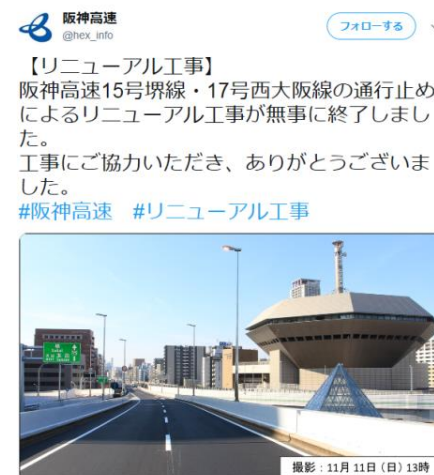 阪神高速
@hex_info
フォローする
【リニューアル工事】
阪神高速15号堺線・17号西大阪線の通行止め
によるリニューアル工事が無事に終了しまし
た。
工事にご協力いただき、ありがとうございま
した。
#阪神高速 #リニューアル工事
撮影：11月11日（日）13時